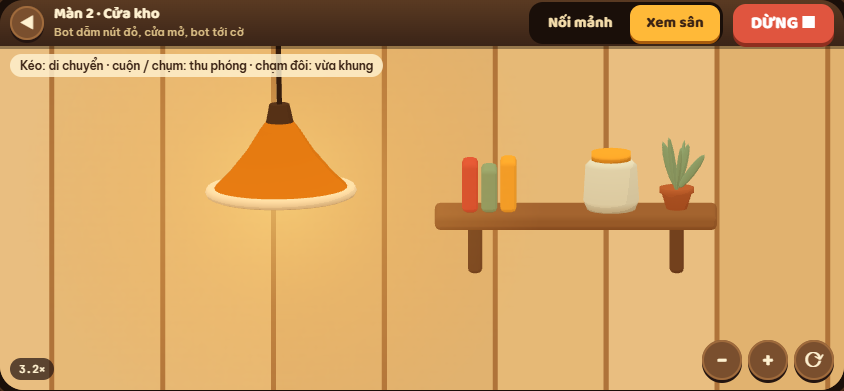 Màn 2 · Cửa kho
Bot dẫm nút đỏ, cửa mở, bot tới cờ
Nối mảnh
Xem sân
DỪNG
Kéo: di chuyển · cuộn / chụm: thu phóng · chạm đôi: vừa khung
3.2×